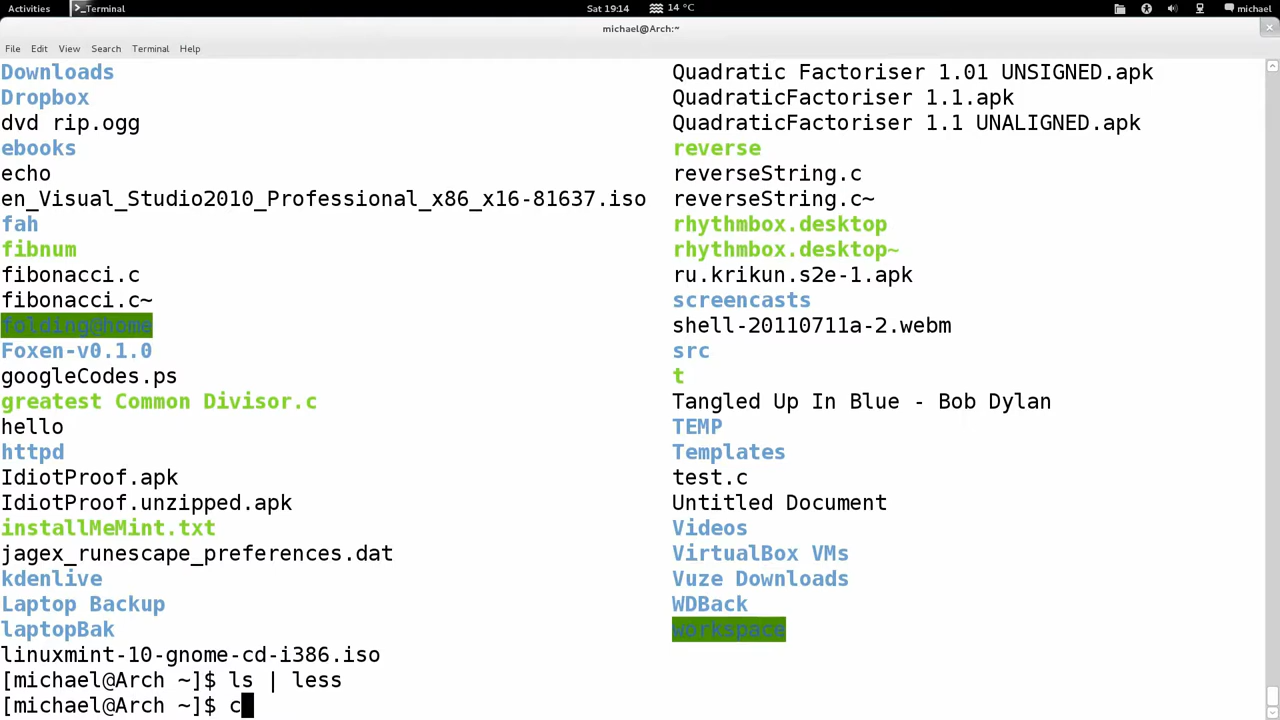 Activities Terminal Sat 19:14 14 °C michael
michael@Arch:~
File Edit View Search Terminal Help
Downloads Quadratic Factoriser 1.01 UNSIGNED.apk
Dropbox QuadraticFactoriser 1.1.apk
dvd rip.ogg QuadraticFactoriser 1.1 UNALIGNED.apk
ebooks reverse
echo reverseString.c
en_Visual_Studio2010_Professional_x86_x16-81637.iso reverseString.c~
fah rhythmbox.desktop
fibnum rhythmbox.desktop~
fibonacci.c ru.krikun.s2e-1.apk
fibonacci.c~ screencasts
folding@home shell-20110711a-2.webm
Foxen-v0.1.0 src
googleCodes.ps t
greatest Common Divisor.c Tangled Up In Blue - Bob Dylan
hello TEMP
httpd Templates
IdiotProof.apk test.c
IdiotProof.unzipped.apk Untitled Document
installMeMint.txt Videos
jagex_runescape_preferences.dat VirtualBox VMs
kdenlive Vuze Downloads
Laptop Backup WDBack
laptopBak workspace
linuxmint-10-gnome-cd-i386.iso
[michael@Arch ~]$ ls | less
[michael@Arch ~]$ c